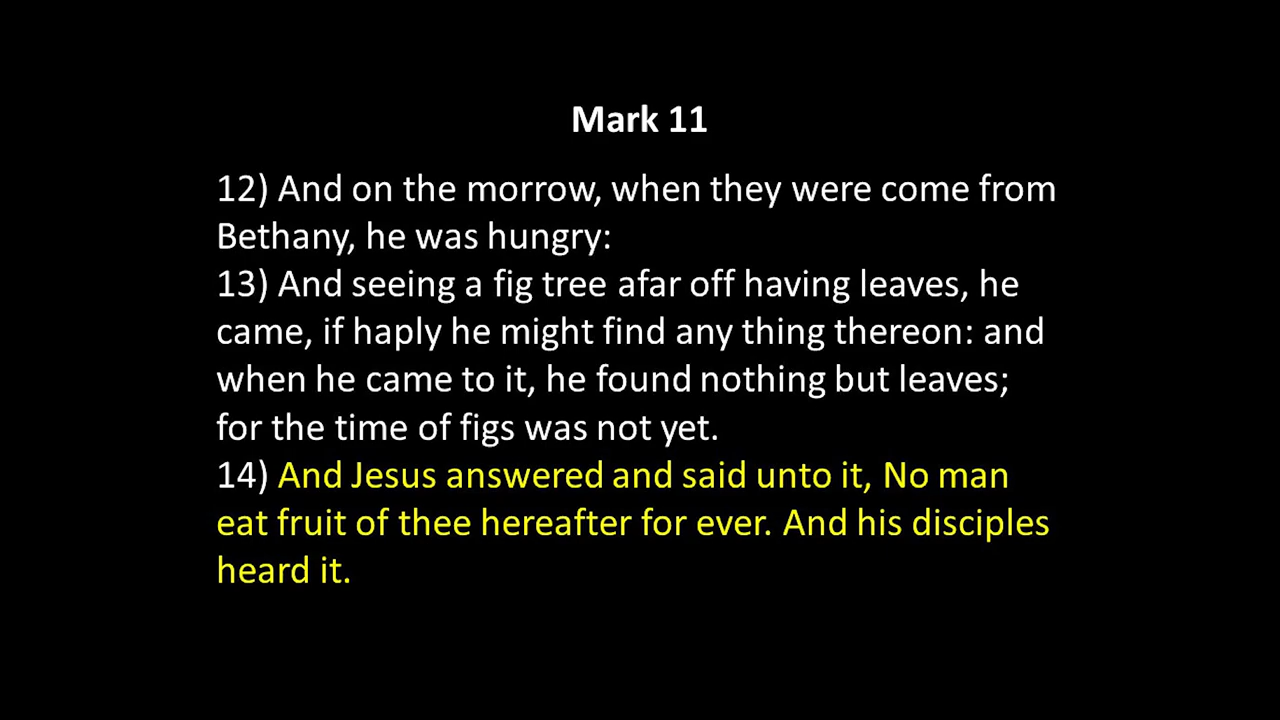 Mark 11
12) And on the morrow, when they were come from
Bethany, he was hungry:
13) And seeing a fig tree afar off having leaves, he
came, if haply he might find any thing thereon: and
when he came to it, he found nothing but leaves;
for the time of figs was not yet.
14) And Jesus answered and said unto it, No man
eat fruit of thee hereafter for ever. And his disciples
heard it.